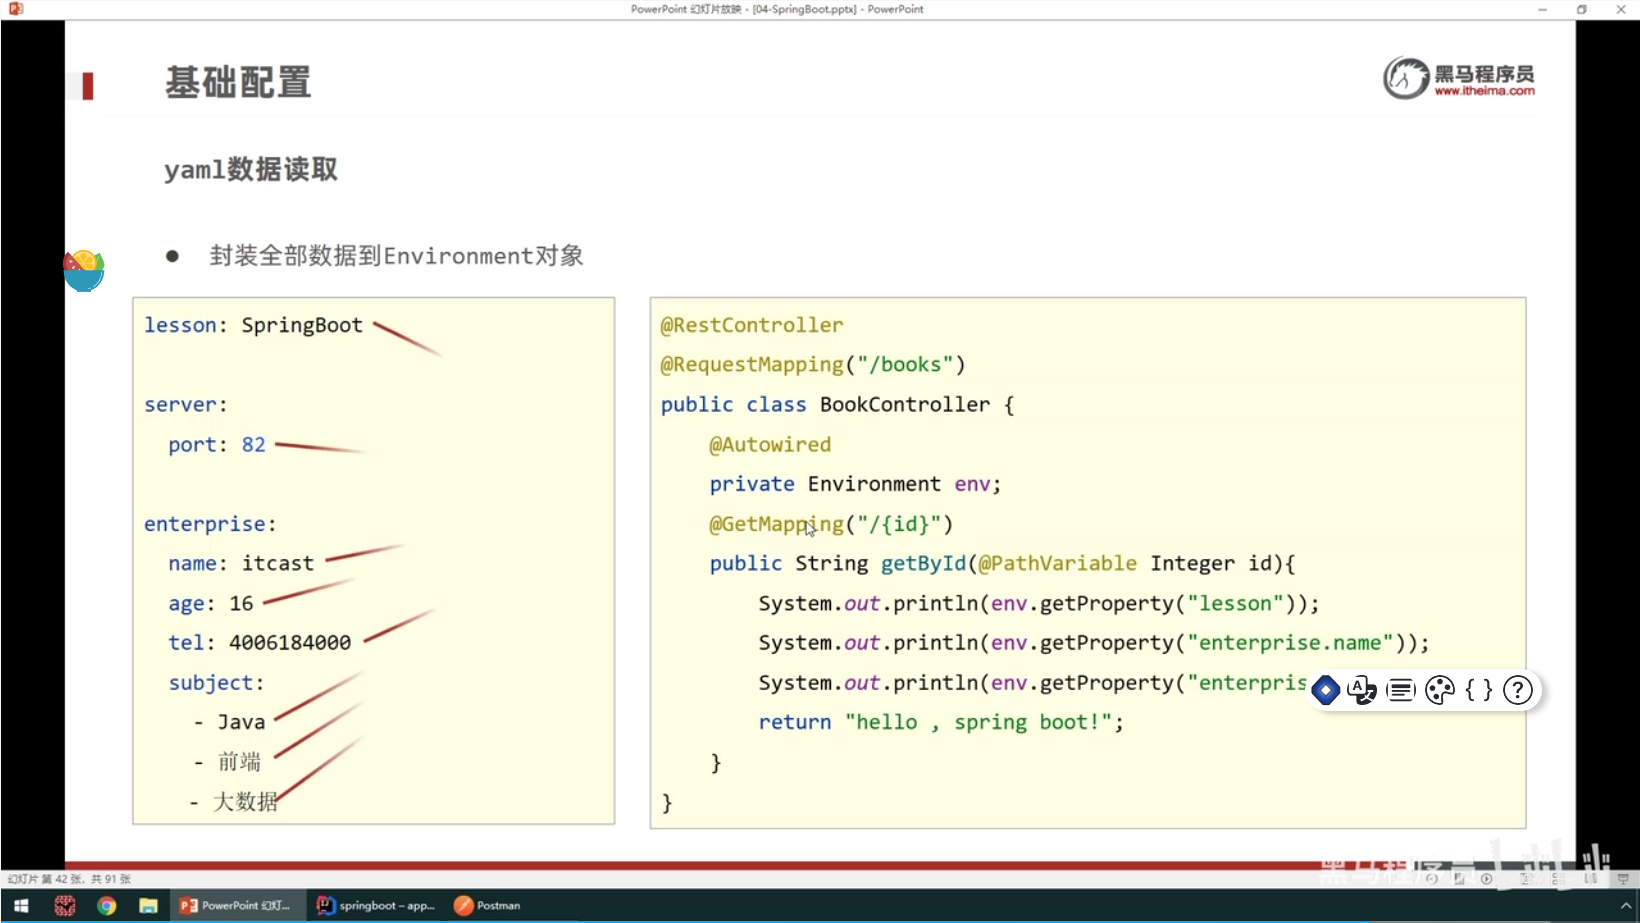 PowerPoint 幻灯片放映 - [04-SpringBoot.pptx] - PowerPoint
基础配置
黑马程序员
www.itheima.com
yaml数据读取
● 封装全部数据到Environment对象
lesson: SpringBoot
server:
port: 82
enterprise:
name: itcast
age: 16
tel: 4006184000
subject:
- Java
- 前端
- 大数据
@RestController
@RequestMapping("/books")
public class BookController {
@Autowired
private Environment env;
@GetMapping("/{id}")
public String getById(@PathVariable Integer id){
System.out.println(env.getProperty("lesson"));
System.out.println(env.getProperty("enterprise.name"));
System.out.println(env.getProperty("enterpris
return "hello , spring boot!";
}
}
黑马程序员
幻灯片 第 42 张, 共 91 张
PowerPoint 幻灯...
springboot – app...
Postman